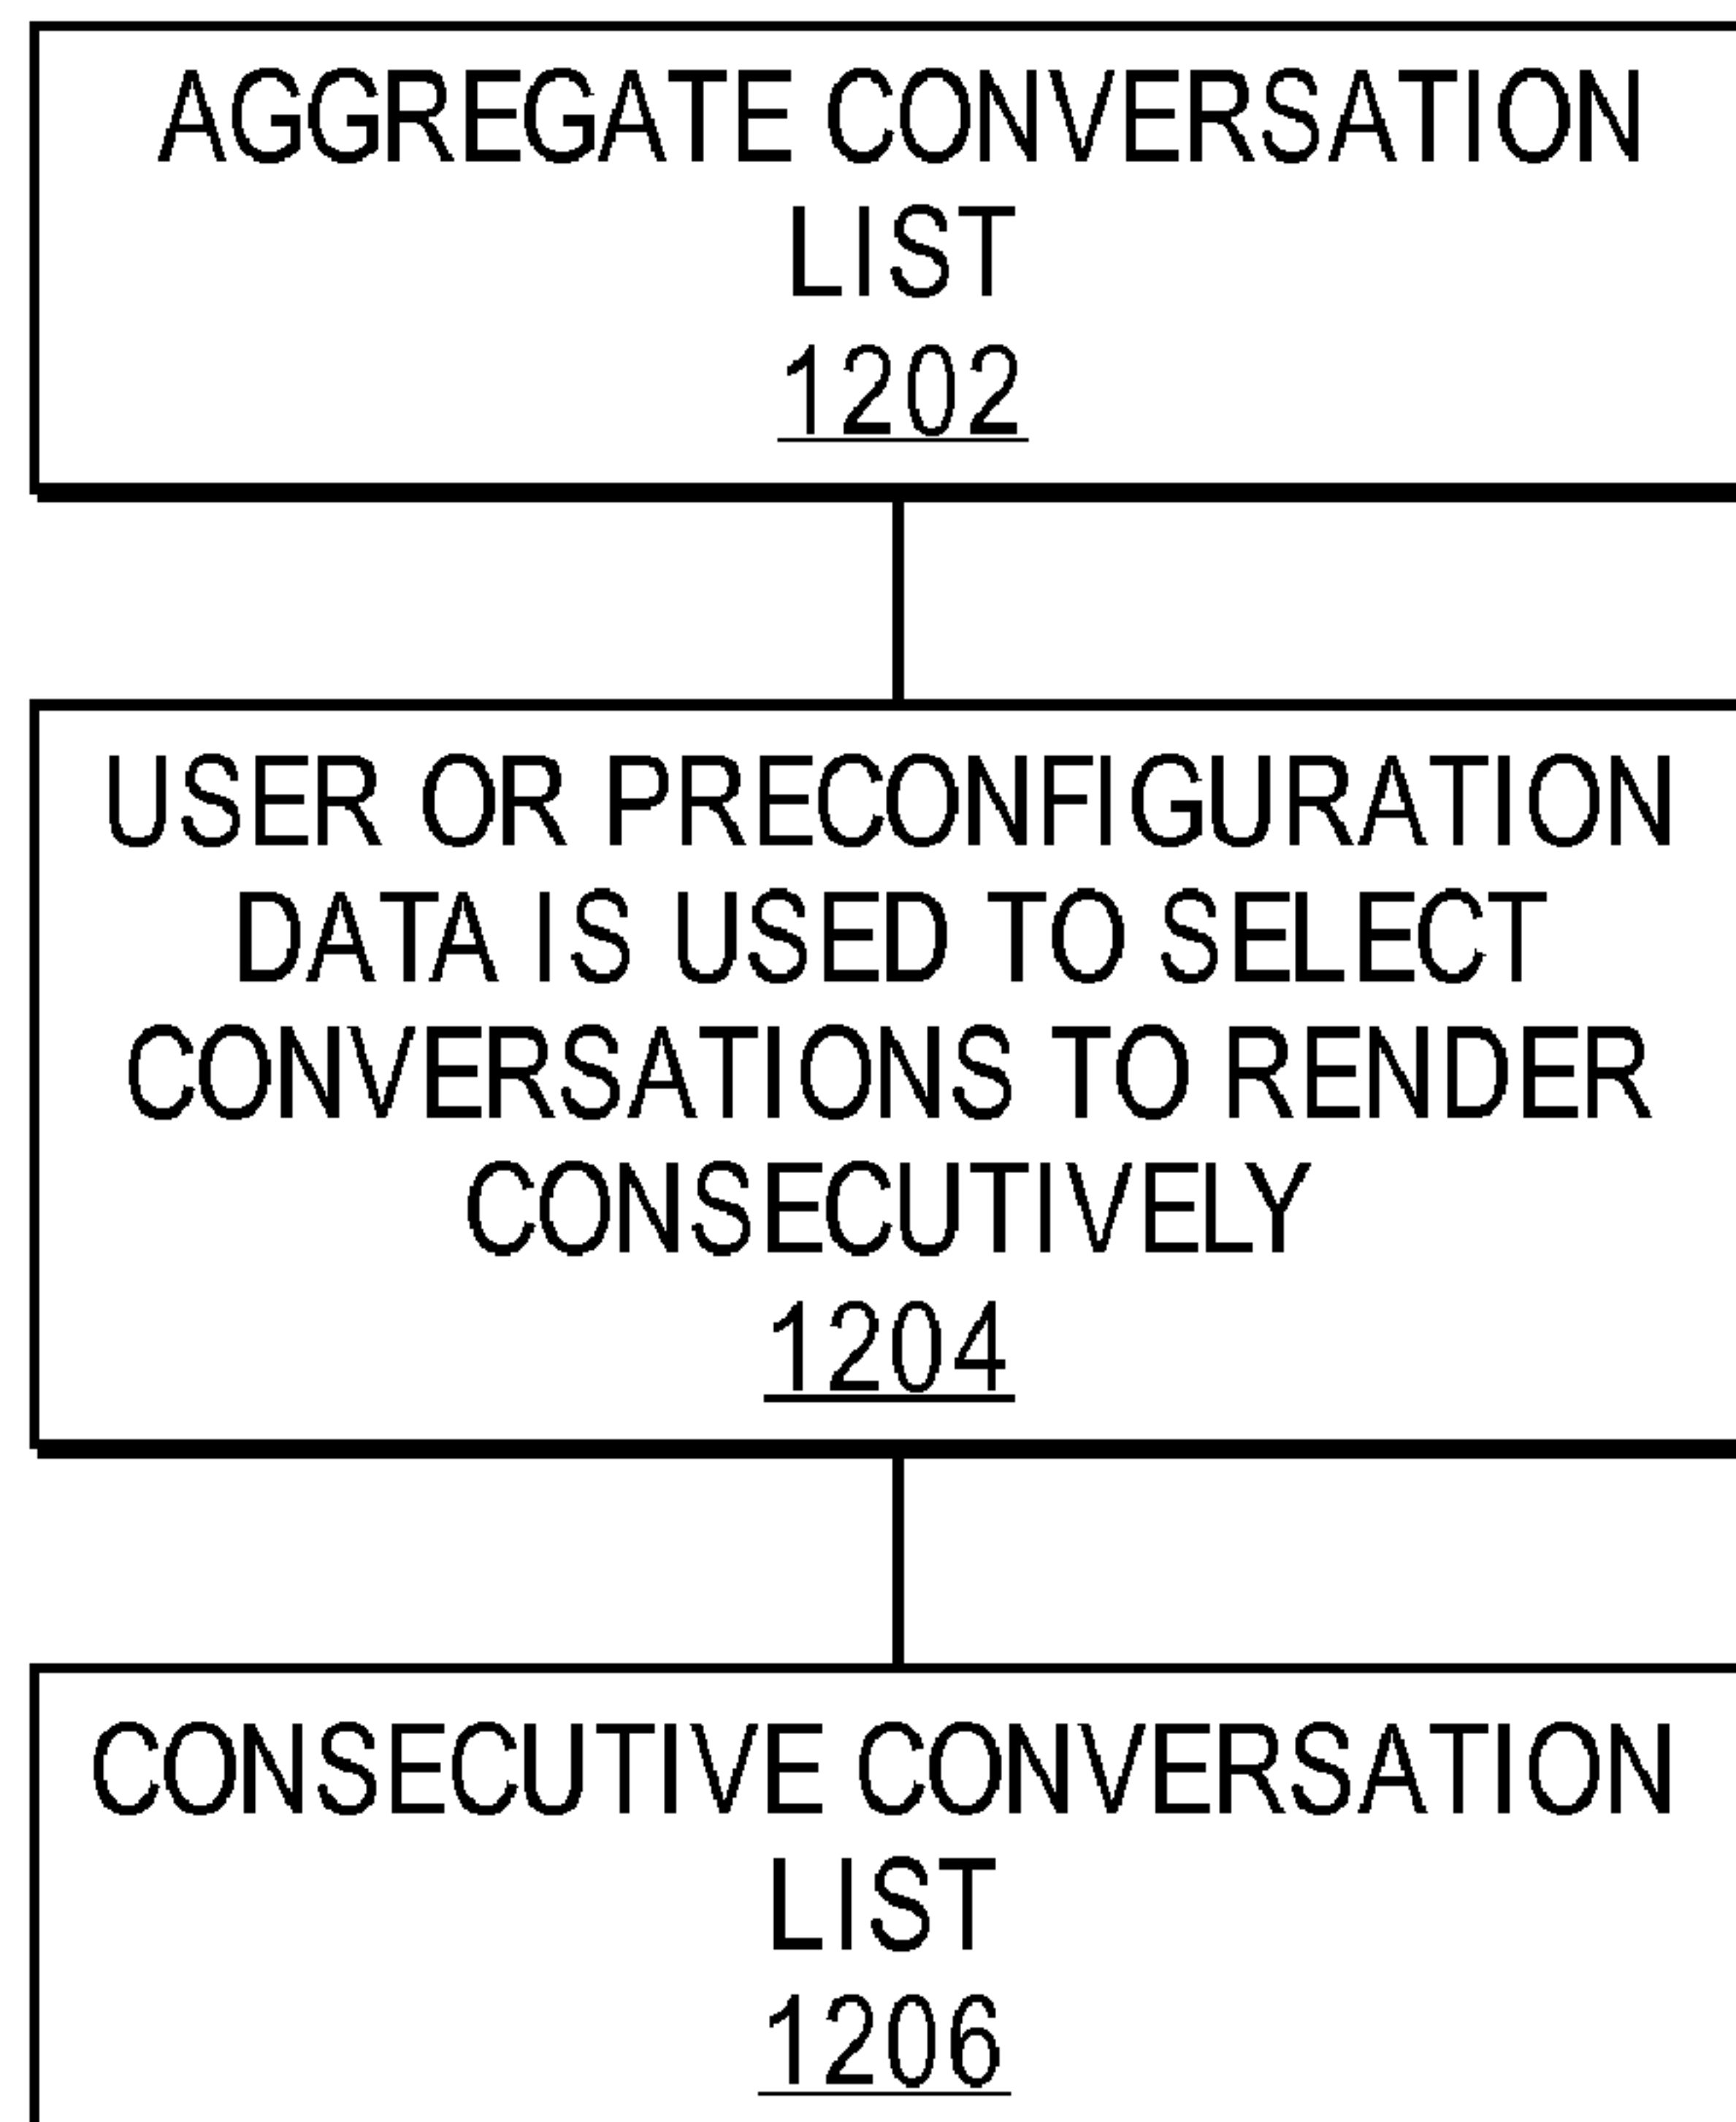 AGGREGATE CONVERSATION
LIST
1202
USER OR PRECONFIGURATION
DATA IS USED TO SELECT
CONVERSATIONS TO RENDER
CONSECUTIVELY
1204
CONSECUTIVE CONVERSATION
LIST
1206